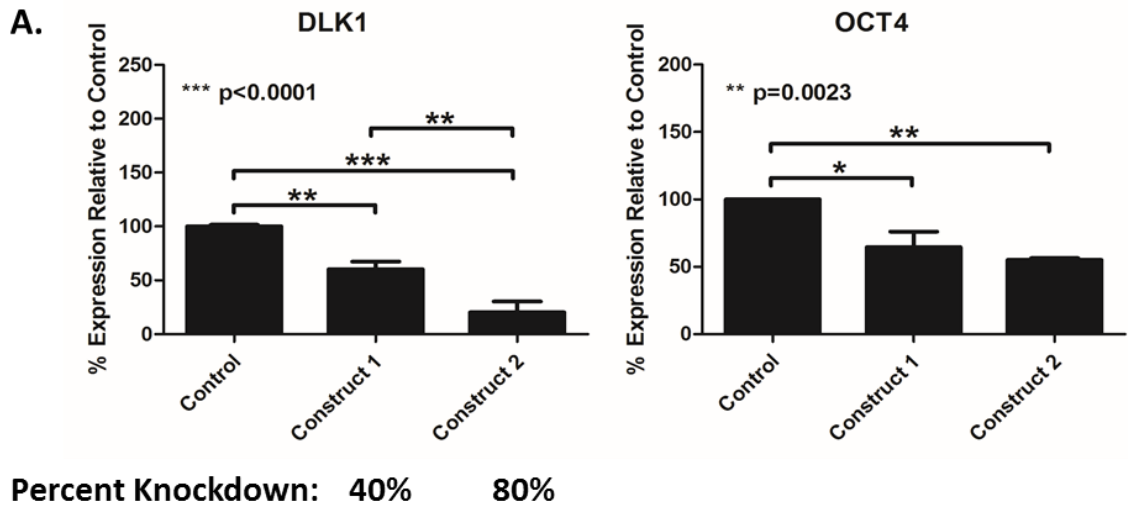 A.
DLK1
% Expression Relative to Control
250
200
150
100
50
0
*** p<0.0001
**
***
**
Control
Construct 1
Construct 2
OCT4
% Expression Relative to Control
200
150
100
50
0
** p=0.0023
**
*
Control
Construct 1
Construct 2
Percent Knockdown: 40% 80%